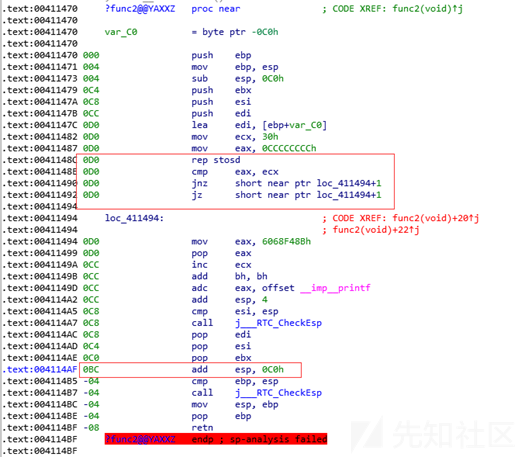 .text:00411470 ?func2@@YAXXZ proc near ; CODE XREF: func2(void)↑j
.text:00411470
.text:00411470 var_C0 = byte ptr -0C0h
.text:00411470
.text:00411470 000 push ebp
.text:00411471 004 mov ebp, esp
.text:00411473 004 sub esp, 0C0h
.text:00411479 0C4 push ebx
.text:0041147A 0C8 push esi
.text:0041147B 0CC push edi
.text:0041147C 0D0 lea edi, [ebp+var_C0]
.text:00411482 0D0 mov ecx, 30h
.text:00411487 0D0 mov eax, 0CCCCCCCCh
.text:0041148C 0D0 rep stosd
.text:0041148E 0D0 cmp eax, ecx
.text:00411490 0D0 jnz short near ptr loc_411494+1
.text:00411492 0D0 jz short near ptr loc_411494+1
.text:00411494
.text:00411494 loc_411494: ; CODE XREF: func2(void)+20↑j
.text:00411494 ; func2(void)+22↑j
.text:00411494 0D0 mov eax, 6068F48Bh
.text:00411499 0D0 pop eax
.text:0041149A 0CC inc ecx
.text:0041149B 0CC add bh, bh
.text:0041149D 0CC adc eax, offset __imp__printf
.text:004114A2 0CC add esp, 4
.text:004114A5 0C8 cmp esi, esp
.text:004114A7 0C8 call j___RTC_CheckEsp
.text:004114AC 0C8 pop edi
.text:004114AD 0C4 pop esi
.text:004114AE 0C0 pop ebx
.text:004114AF 0BC add esp, 0C0h
.text:004114B5 -04 cmp ebp, esp
.text:004114B7 -04 call j___RTC_CheckEsp
.text:004114BC -04 mov esp, ebp
.text:004114BE -04 pop ebp
.text:004114BF -08 retn
.text:004114BF ?func2@@YAXXZ endp ; sp-analysis failed
.text:004114BF
先知社区